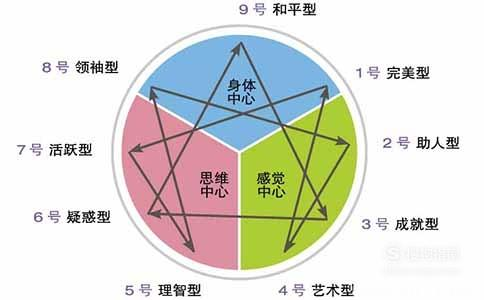 9 号 和平型
8 号 领袖型
1 号 完美型
身体
中心
7 号 活跃型
2 号 助人型
思维
中心
感觉
中心
6 号 疑惑型
3 号 成就型
5 号 理智型
4 号 艺术型